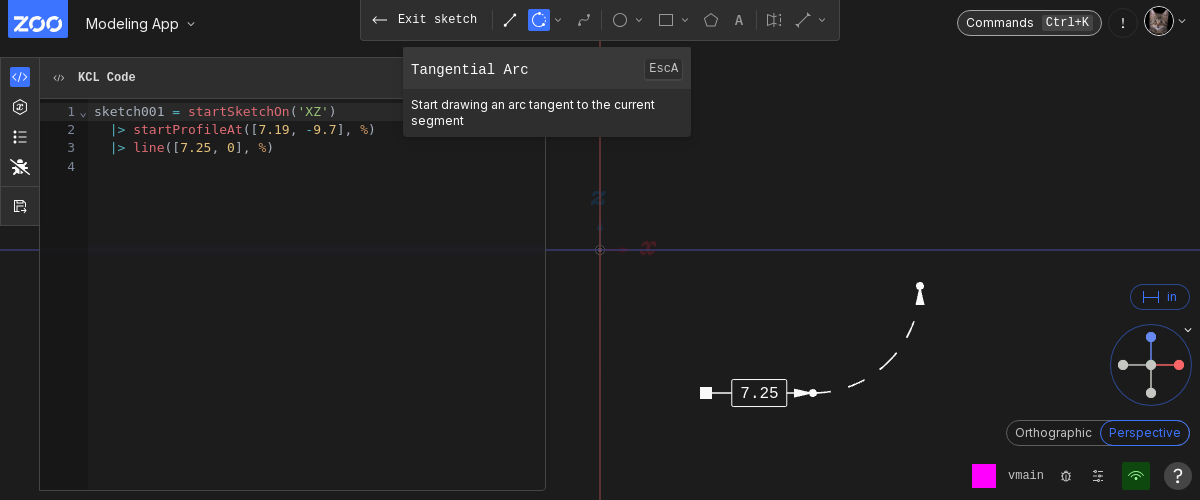 ZOO
Modeling App
Exit sketch
A
Commands Ctrl+K
!
KCL Code
Tangential Arc
EscA
Start drawing an arc tangent to the current
segment
1 sketch001 = startSketchOn('XZ')
2 |> startProfileAt([7.19, -9.7], %)
3 |> line([7.25, 0], %)
4
z
x
in
7.25
Orthographic
Perspective
vmain
?